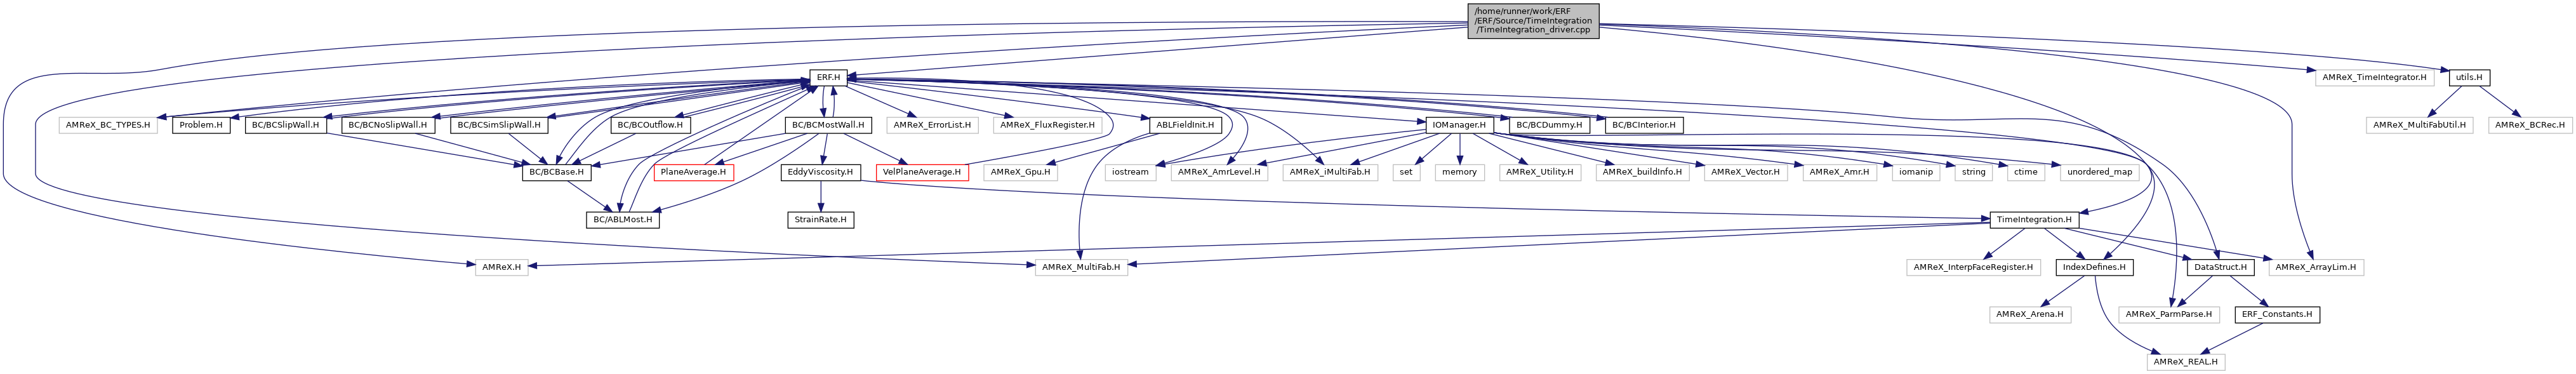 /home/runner/work/ERF
/ERF/Source/TimeIntegration
/TimeIntegration_driver.cpp
ERF.H
AMReX_TimeIntegrator.H
utils.H
AMReX_BC_TYPES.H
Problem.H
BC/BCSlipWall.H
BC/BCNoSlipWall.H
BC/BCSimSlipWall.H
BC/BCOutflow.H
BC/BCMostWall.H
AMReX_ErrorList.H
AMReX_FluxRegister.H
ABLFieldInit.H
IOManager.H
BC/BCDummy.H
BC/BCInterior.H
AMReX_MultiFabUtil.H
AMReX_BCRec.H
BC/BCBase.H
PlaneAverage.H
EddyViscosity.H
VelPlaneAverage.H
AMReX_Gpu.H
iostream
AMReX_AmrLevel.H
AMReX_iMultiFab.H
set
memory
AMReX_Utility.H
AMReX_buildInfo.H
AMReX_Vector.H
AMReX_Amr.H
iomanip
string
ctime
unordered_map
BC/ABLMost.H
StrainRate.H
TimeIntegration.H
AMReX.H
AMReX_MultiFab.H
AMReX_InterpFaceRegister.H
IndexDefines.H
DataStruct.H
AMReX_ArrayLim.H
AMReX_Arena.H
AMReX_ParmParse.H
ERF_Constants.H
AMReX_REAL.H